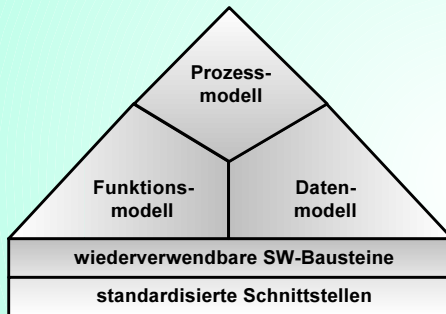 Prozess-
modell
Funktions-
modell
Daten-
modell
wiederverwendbare SW-Bausteine
standardisierte Schnittstellen